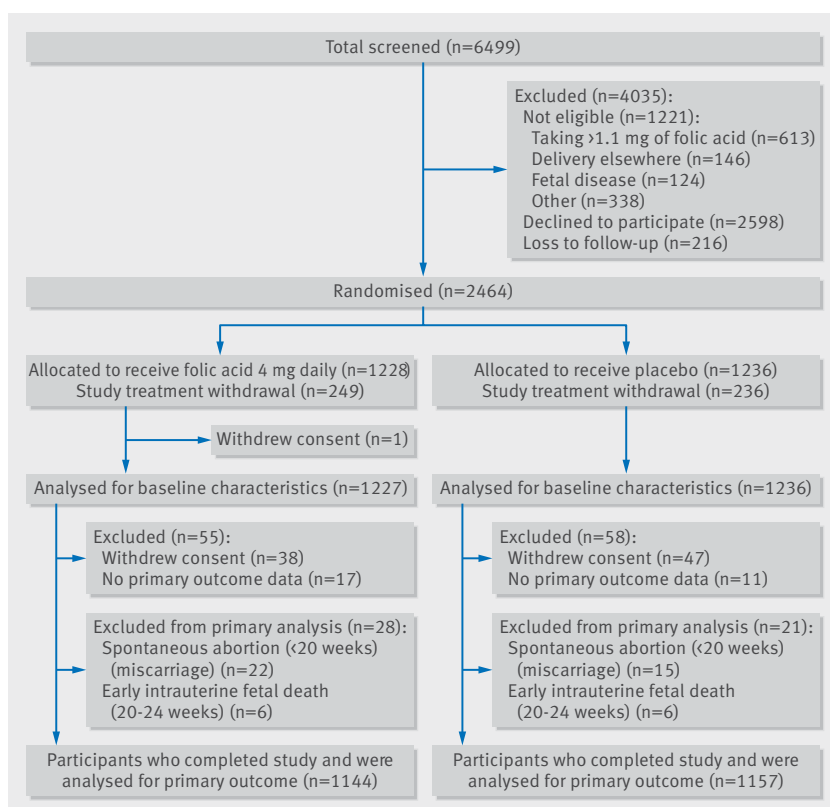 Total screened (n=6499)
Excluded (n=4035):
Not eligible (n=1221):
Taking >1.1 mg of folic acid (n=613)
Delivery elsewhere (n=146)
Fetal disease (n=124)
Other (n=338)
Declined to participate (n=2598)
Loss to follow-up (n=216)
Randomised (n=2464)
Allocated to receive folic acid 4 mg daily (n=1228)
Study treatment withdrawal (n=249)
Allocated to receive placebo (n=1236)
Study treatment withdrawal (n=236)
Withdrew consent (n=1)
Analysed for baseline characteristics (n=1227)
Analysed for baseline characteristics (n=1236)
Excluded (n=55):
Withdrew consent (n=38)
No primary outcome data (n=17)
Excluded (n=58):
Withdrew consent (n=47)
No primary outcome data (n=11)
Excluded from primary analysis (n=28):
Spontaneous abortion (<20 weeks)
(miscarriage) (n=22)
Early intrauterine fetal death
(20-24 weeks) (n=6)
Excluded from primary analysis (n=21):
Spontaneous abortion (<20 weeks)
(miscarriage) (n=15)
Early intrauterine fetal death
(20-24 weeks) (n=6)
Participants who completed study and were
analysed for primary outcome (n=1144)
Participants who completed study and were
analysed for primary outcome (n=1157)